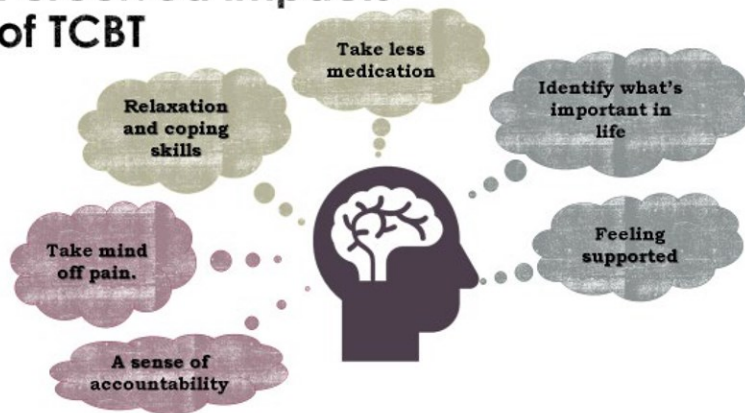 of TCBT
Take less
medication
Relaxation
and coping
skills
Identify what's
important in
life
Take mind
off pain.
Feeling
supported
A sense of
accountability